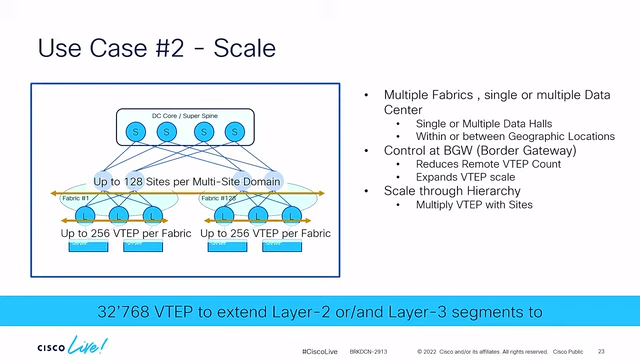 Use Case #2 - Scale
DC Core / Super Spine
S S S S
Up to 128 Sites per Multi-Site Domain
Fabric #1
Fabric #128
L L L
L L L
Up to 256 VTEP per Fabric
Up to 256 VTEP per Fabric
• Multiple Fabrics , single or multiple Data
Center
• Single or Multiple Data Halls
• Within or between Geographic Locations
• Control at BGW (Border Gateway)
• Reduces Remote VTEP Count
• Expands VTEP scale
• Scale through Hierarchy
• Multiply VTEP with Sites
32'768 VTEP to extend Layer-2 or/and Layer-3 segments to
CISCO Live!
#CiscoLive
BRKDCN-2913
© 2022 Cisco and/or its affiliates. All rights reserved. Cisco Public
23